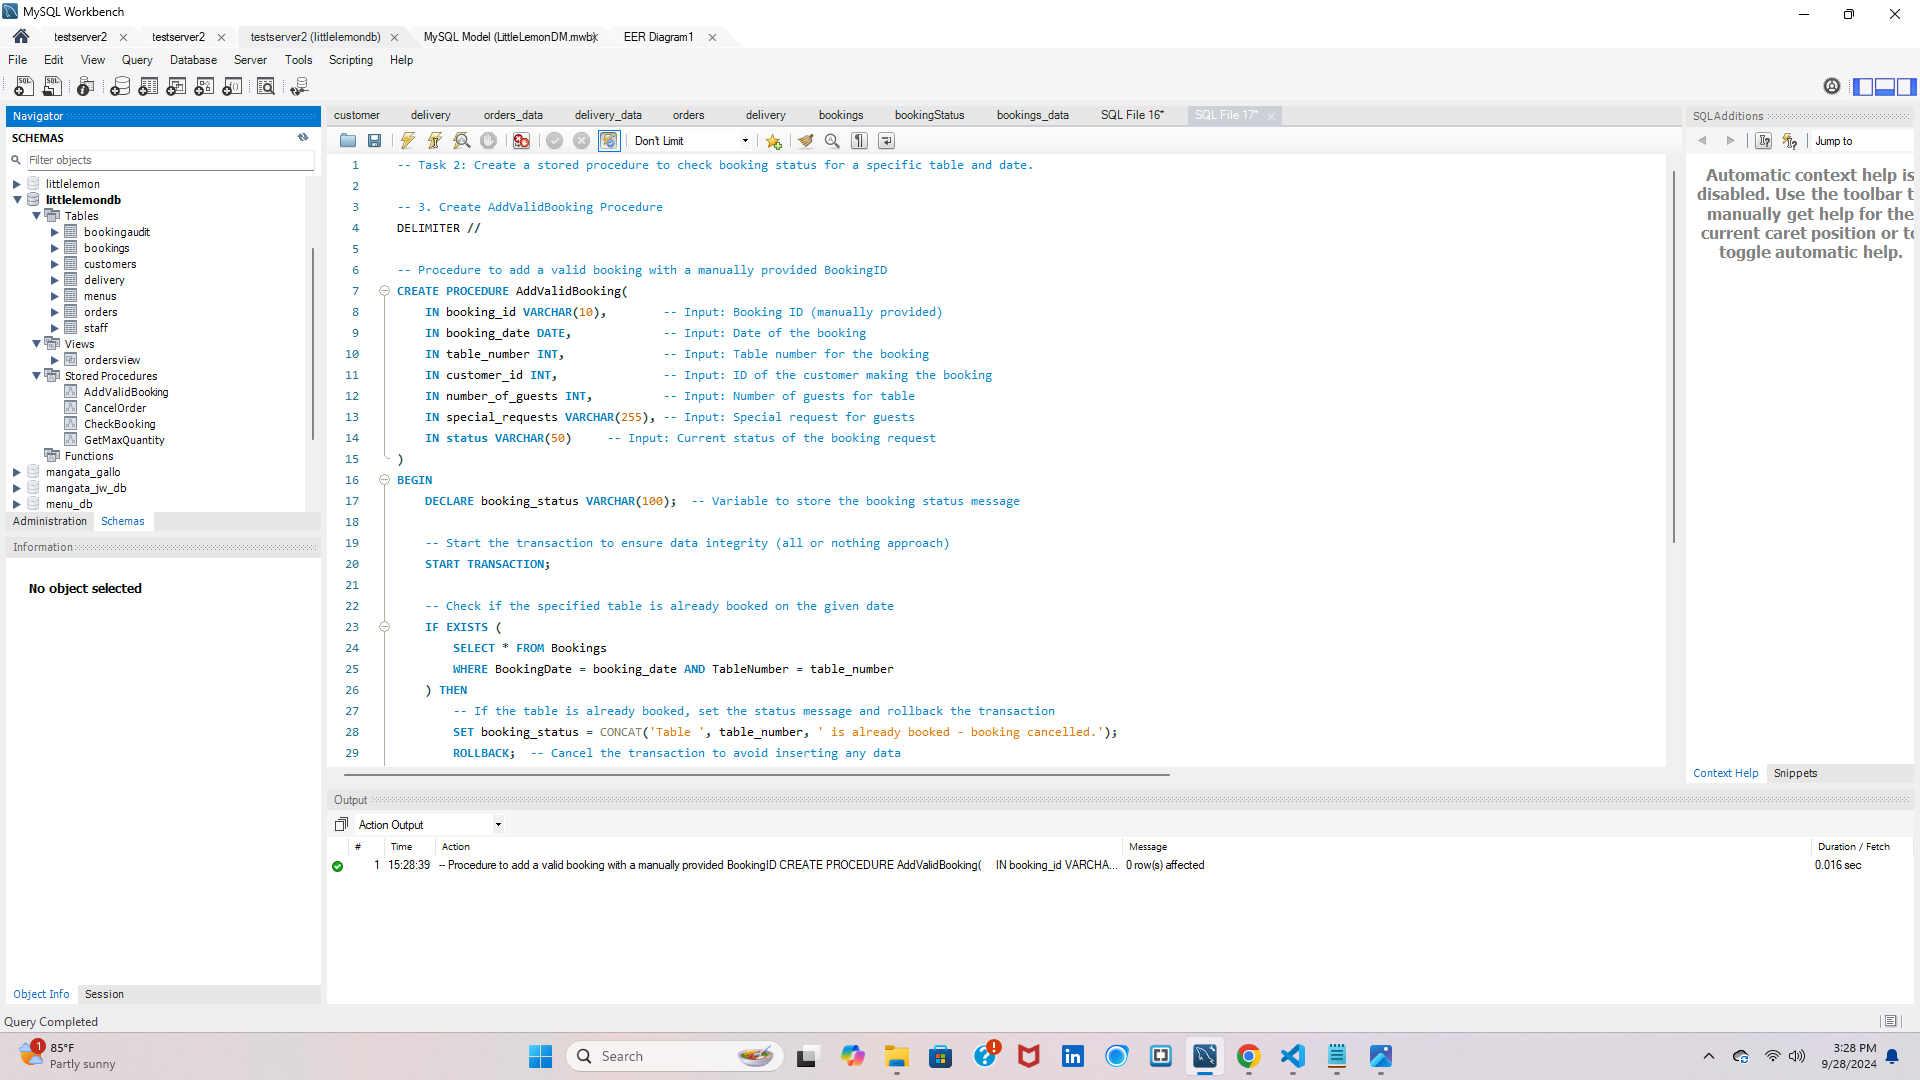 MySQL Workbench
testserver2
testserver2
testserver2 (littlelemondb)
MySQL Model (LittleLemonDM.mwb)
EER Diagram1
File Edit View Query Database Server Tools Scripting Help
Navigator
SCHEMAS
Filter objects
littlelemon
littlelemondb
Tables
bookingaudit
bookings
customers
delivery
menus
orders
staff
Views
ordersview
Stored Procedures
AddValidBooking
CancelOrder
CheckBooking
GetMaxQuantity
Functions
mangata_gallo
mangata_jw_db
menu_db
Administration Schemas
Information
No object selected
Object Info Session
customer delivery orders_data delivery_data orders delivery bookings bookingStatus bookings_data SQL File 16* SQL File 17*
Don't Limit
1 -- Task 2: Create a stored procedure to check booking status for a specific table and date.
2
3 -- 3. Create AddValidBooking Procedure
4 DELIMITER //
5
6 -- Procedure to add a valid booking with a manually provided BookingID
7 CREATE PROCEDURE AddValidBooking(
8 IN booking_id VARCHAR(10), -- Input: Booking ID (manually provided)
9 IN booking_date DATE, -- Input: Date of the booking
10 IN table_number INT, -- Input: Table number for the booking
11 IN customer_id INT, -- Input: ID of the customer making the booking
12 IN number_of_guests INT, -- Input: Number of guests for table
13 IN special_requests VARCHAR(255), -- Input: Special request for guests
14 IN status VARCHAR(50) -- Input: Current status of the booking request
15 )
16 BEGIN
17 DECLARE booking_status VARCHAR(100); -- Variable to store the booking status message
18
19 -- Start the transaction to ensure data integrity (all or nothing approach)
20 START TRANSACTION;
21
22 -- Check if the specified table is already booked on the given date
23 IF EXISTS (
24 SELECT * FROM Bookings
25 WHERE BookingDate = booking_date AND TableNumber = table_number
26 ) THEN
27 -- If the table is already booked, set the status message and rollback the transaction
28 SET booking_status = CONCAT('Table ', table_number, ' is already booked - booking cancelled.');
29 ROLLBACK; -- Cancel the transaction to avoid inserting any data
SQLAdditions
Jump to
Automatic context help is
disabled. Use the toolbar t
manually get help for the
current caret position or to
toggle automatic help.
Context Help Snippets
Output
Action Output
# Time Action Message Duration / Fetch
1 15:28:39 -- Procedure to add a valid booking with a manually provided BookingID CREATE PROCEDURE AddValidBooking( IN booking_id VARCHA... 0 row(s) affected 0.016 sec
Query Completed
1
85°F
Partly sunny
Search
3:28 PM
9/28/2024